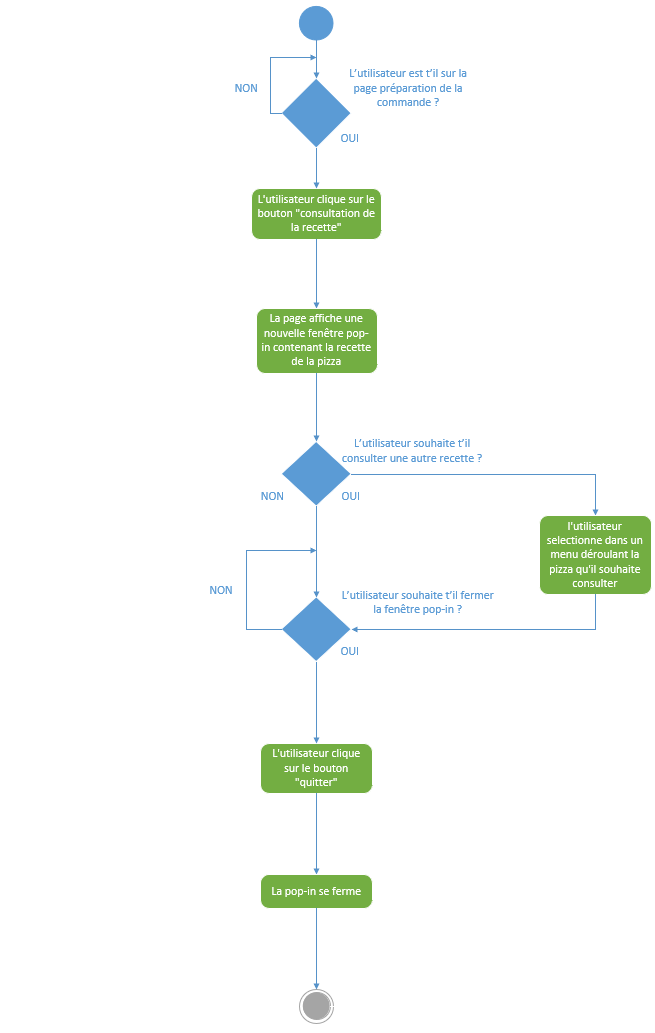 L'utilisateur est t'il sur la
page préparation de la
commande ?
NON
OUI
L'utilisateur clique sur le
bouton "consultation de
la recette"
La page affiche une
nouvelle fenêtre pop-
in contenant la recette
de la pizza
L'utilisateur souhaite t'il
consulter une autre recette ?
NON
OUI
l'utilisateur
selectionne dans un
menu déroulant la
pizza qu'il souhaite
consulter
NON
L'utilisateur souhaite t'il fermer
la fenêtre pop-in ?
OUI
L'utilisateur clique
sur le bouton
"quitter"
La pop-in se ferme